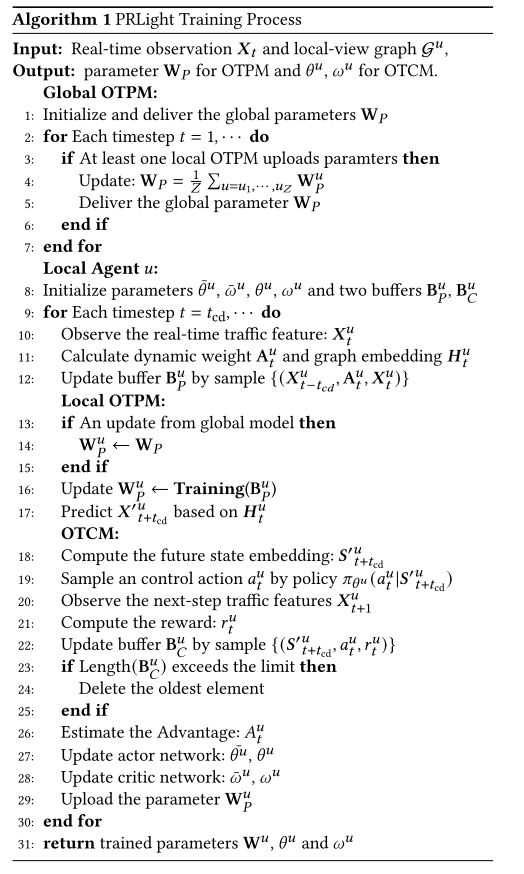 Algorithm 1 PRLight Training Process
Input: Real-time observation X_t and local-view graph 𝒢^u,
Output: parameter W_P for OTPM and θ^u, ω^u for OTCM.
Global OTPM:
1: Initialize and deliver the global parameters W_P
2: for Each timestep t = 1, ⋯ do
3: if At least one local OTPM uploads paramters then
4: Update: W_P = 1/Z ∑_{u=u_1,⋯,u_Z} W_P^u
5: Deliver the global parameter W_P
6: end if
7: end for
Local Agent u:
8: Initialize parameters θ̄^u, ω̄^u, θ^u, ω^u and two buffers B_P^u, B_C^u
9: for Each timestep t = t_cd, ⋯ do
10: Observe the real-time traffic feature: X_t^u
11: Calculate dynamic weight A_t^u and graph embedding H_t^u
12: Update buffer B_P^u by sample {(X_{t−t_cd}^u, A_t^u, X_t^u)}
Local OTPM:
13: if An update from global model then
14: W_P^u ← W_P
15: end if
16: Update W_P^u ← Training(B_P^u)
17: Predict X′_{t+t_cd}^u based on H_t^u
OTCM:
18: Compute the future state embedding: S′_{t+t_cd}^u
19: Sample an control action a_t^u by policy π_{θ^u}(a_t^u|S′_{t+t_cd}^u)
20: Observe the next-step traffic features X_{t+1}^u
21: Compute the reward: r_t^u
22: Update buffer B_C^u by sample {(S′_{t+t_cd}^u, a_t^u, r_t^u)}
23: if Length(B_C^u) exceeds the limit then
24: Delete the oldest element
25: end if
26: Estimate the Advantage: A_t^u
27: Update actor network: θ̄^u, θ^u
28: Update critic network: ω̄^u, ω^u
29: Upload the parameter W_P^u
30: end for
31: return trained parameters W^u, θ^u and ω^u